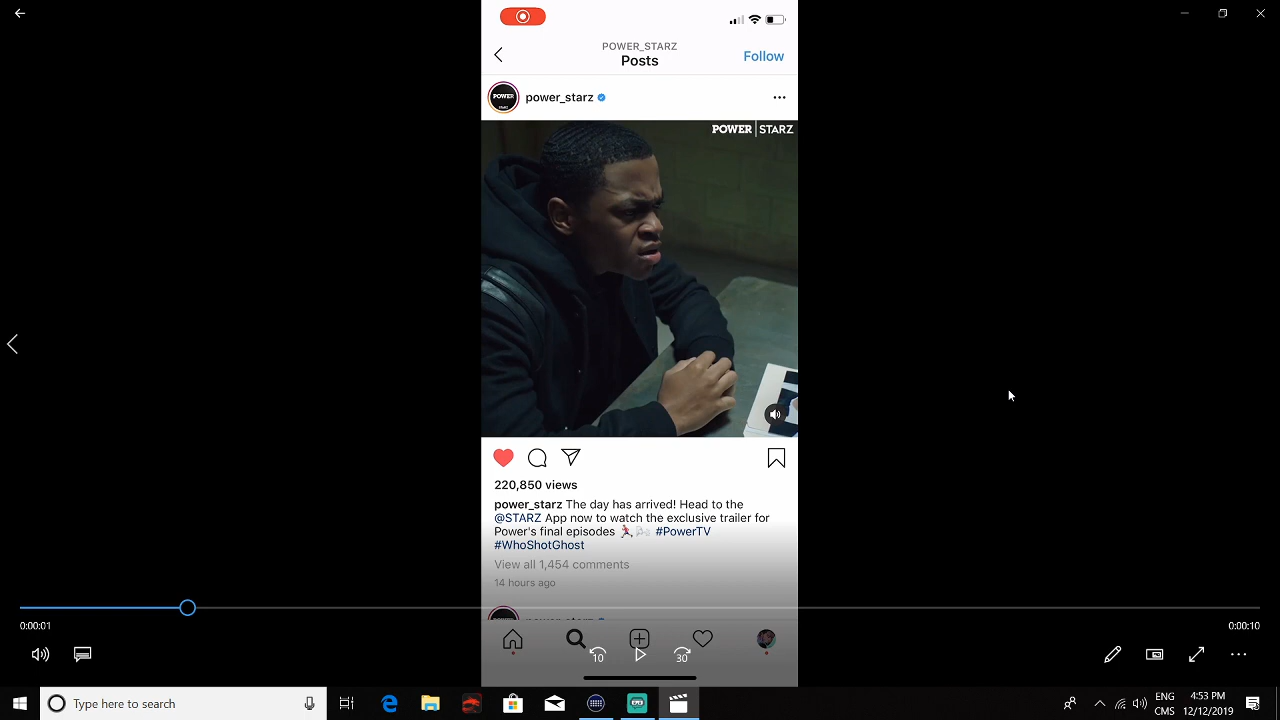 POWER_STARZ
Posts
Follow
POWER
STARZ
power_starz
POWER STARZ
220,850 views
power_starz The day has arrived! Head to the
@STARZ App now to watch the exclusive trailer for
Power's final episodes #PowerTV
#WhoShotGhost
View all 1,454 comments
14 hours ago
0:00:01
0:00:10
10
30
Type here to search
ENG
CMS
4:53 PM
12/12/2019